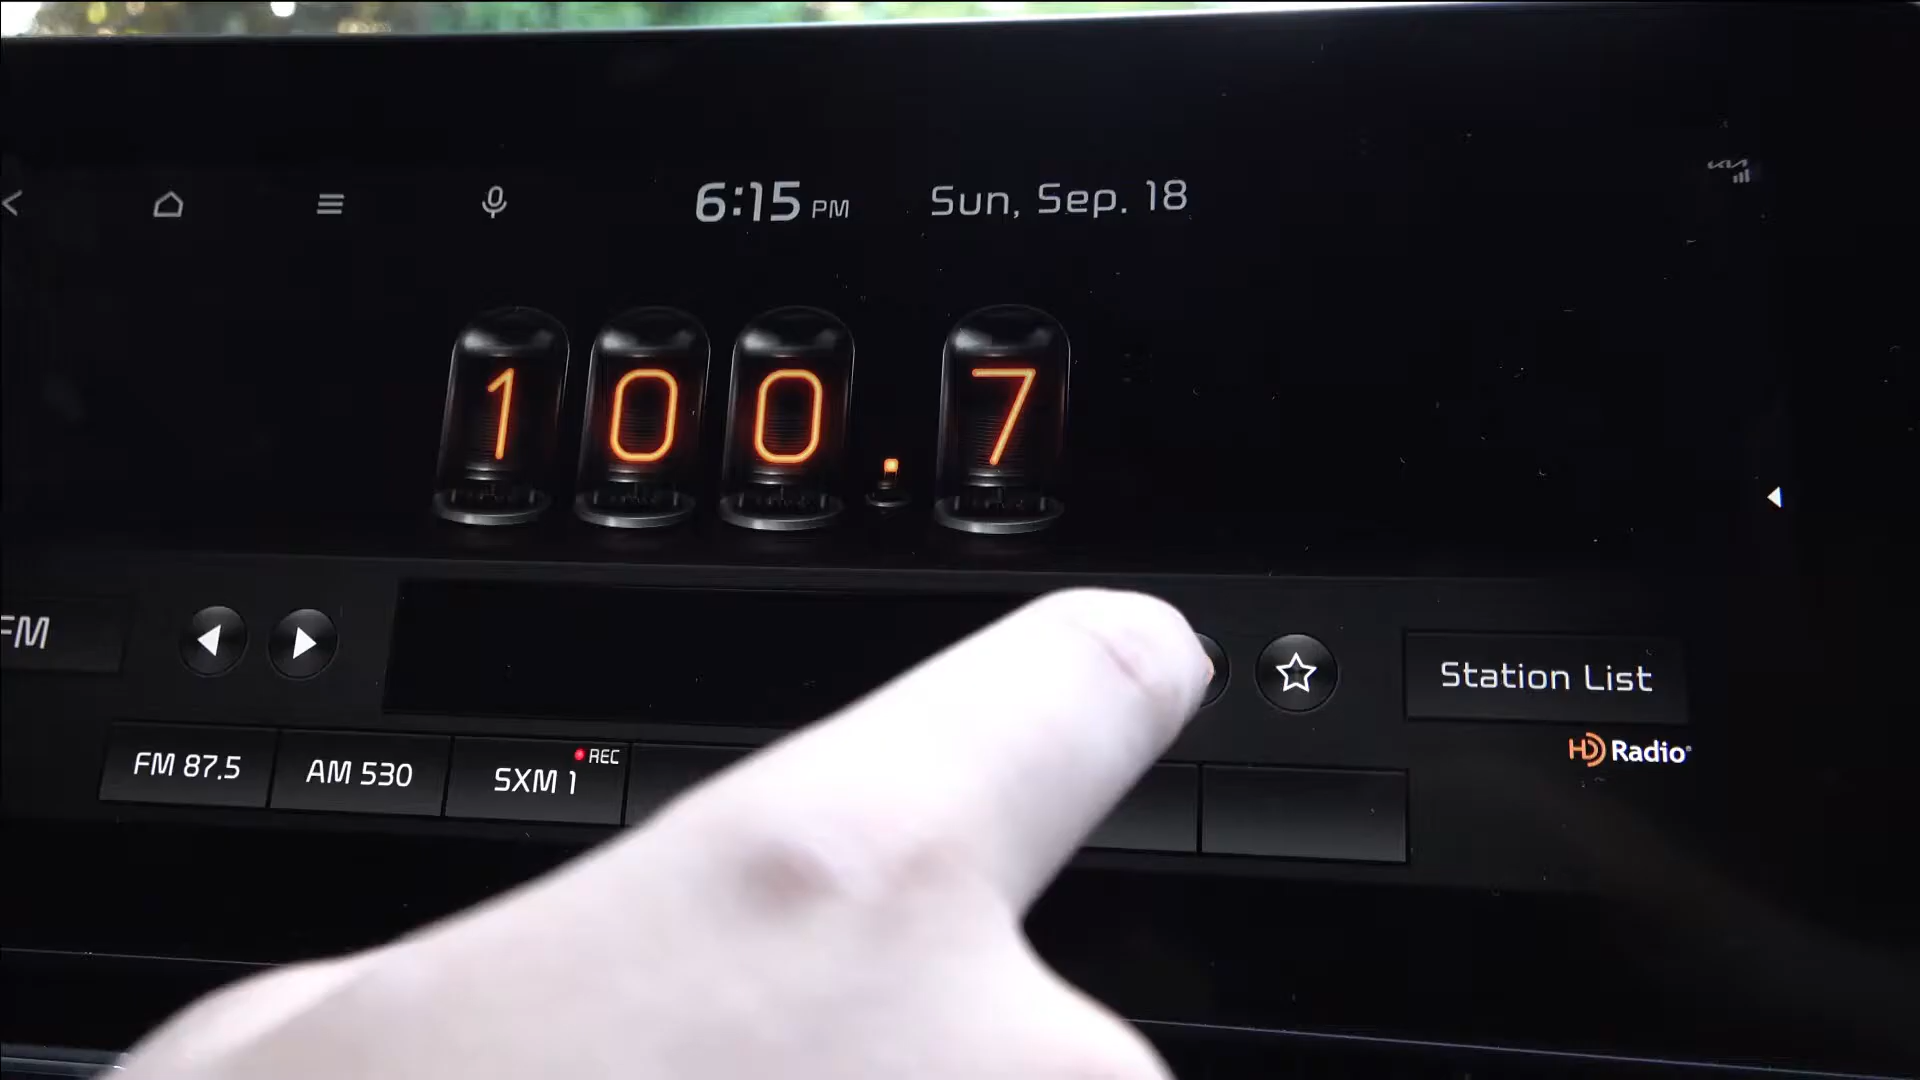 6:15 PM Sun, Sep. 18
100.7
FM
Station List
FM 87.5
AM 530
SXM 1
REC
HD Radio